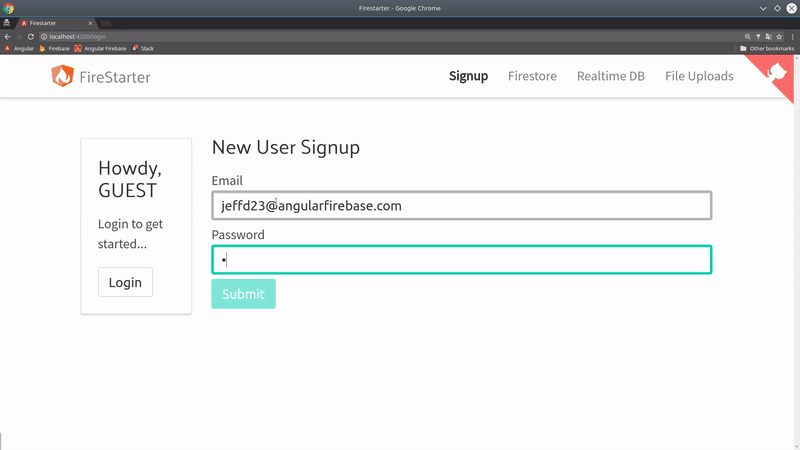 Firestarter - Google Chrome
Firestarter
localhost:4200/login
Angular Firebase Angular Firebase Slack Other bookmarks
FireStarter Signup Firestore Realtime DB File Uploads
Howdy,
GUEST
Login to get
started...
Login
New User Signup
Email
jeffd23@angularfirebase.com
Password
Submit